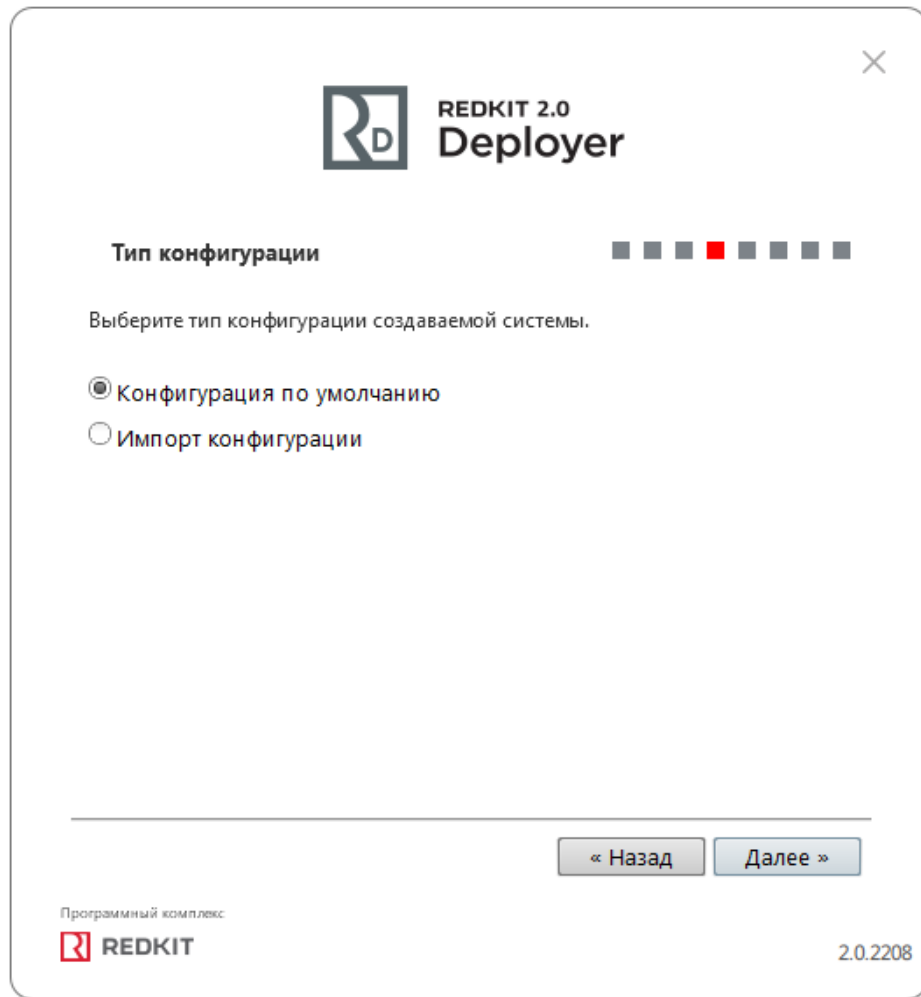 REDKIT 2.0
Deployer
Тип конфигурации
Выберите тип конфигурации создаваемой системы.
Конфигурация по умолчанию
Импорт конфигурации
« Назад
Далее »
Программный комплекс
REDKIT
2.0.2208